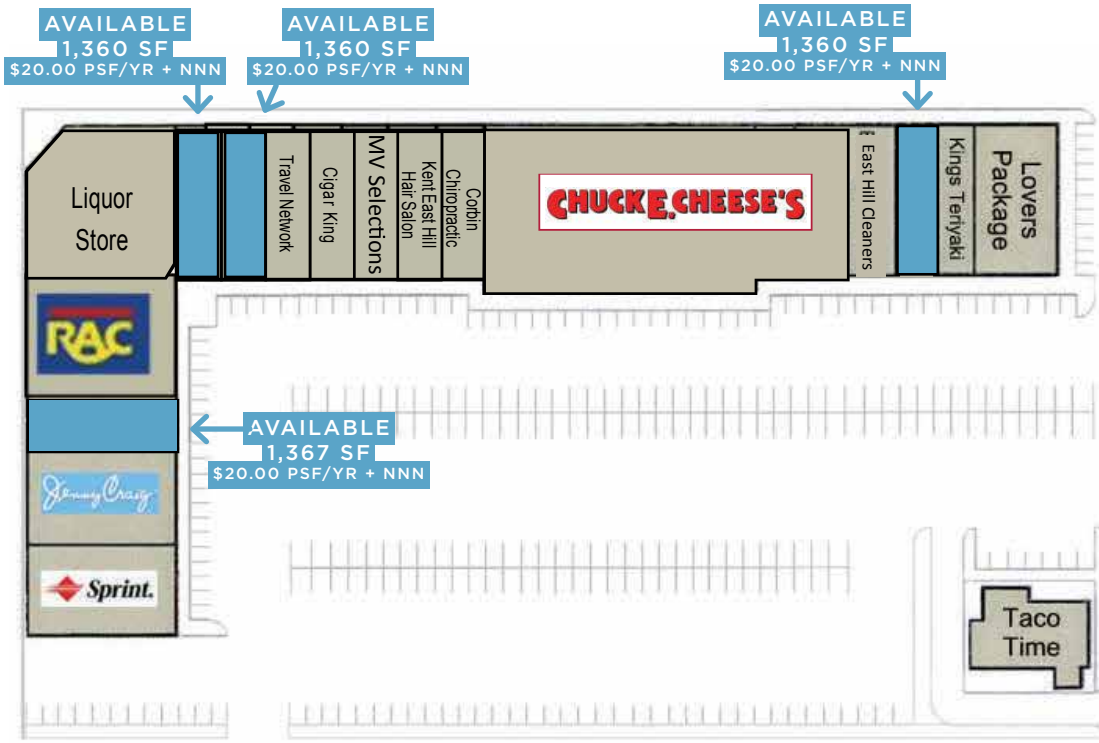 AVAILABLE
1,360 SF
$20.00 PSF/YR + NNN
AVAILABLE
1,360 SF
$20.00 PSF/YR + NNN
AVAILABLE
1,360 SF
$20.00 PSF/YR + NNN
Liquor
Store
Travel Network
Cigar King
MV Selections
Kent East Hill
Hair Salon
Corbin
Chiropractic
CHUCK E. CHEESE'S
East Hill Cleaners
Kings Teriyaki
Lovers
Package
RAC
AVAILABLE
1,367 SF
$20.00 PSF/YR + NNN
Jenny Craig
Sprint.
Taco
Time